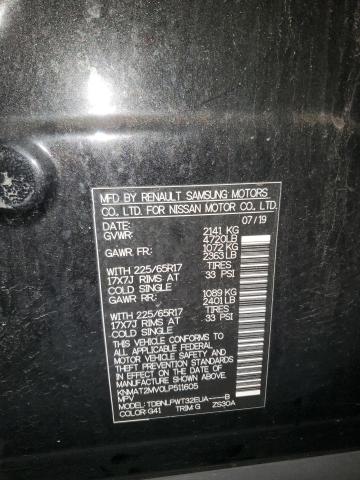 MFD BY RENAULT SAMSUNG MOTORS
CO. LTD. FOR NISSAN MOTOR CO. LTD.
DATE: 07/19
GVWR: 2141 KG
4720LB
GAWR FR: 1072 KG
2363LB
WITH 225/65R17 TIRES
17X7J RIMS AT 33 PSI
COLD SINGLE
GAWR RR: 1089 KG
2401LB
WITH 225/65R17 TIRES
17X7J RIMS AT 33 PSI
COLD SINGLE
THIS VEHICLE CONFORMS
TO ALL APPLICABLE FEDERAL
MOTOR VEHICLE SAFETY
STANDARDS IN EFFECT ON
THE DATE OF MANUFACTURE
SHOWN ABOVE.
KNMAT2MV0LP511605
MPV
MODEL: TDBNLPWT32EUA-----B
COLOR: G41 TRIM: G ZS30A